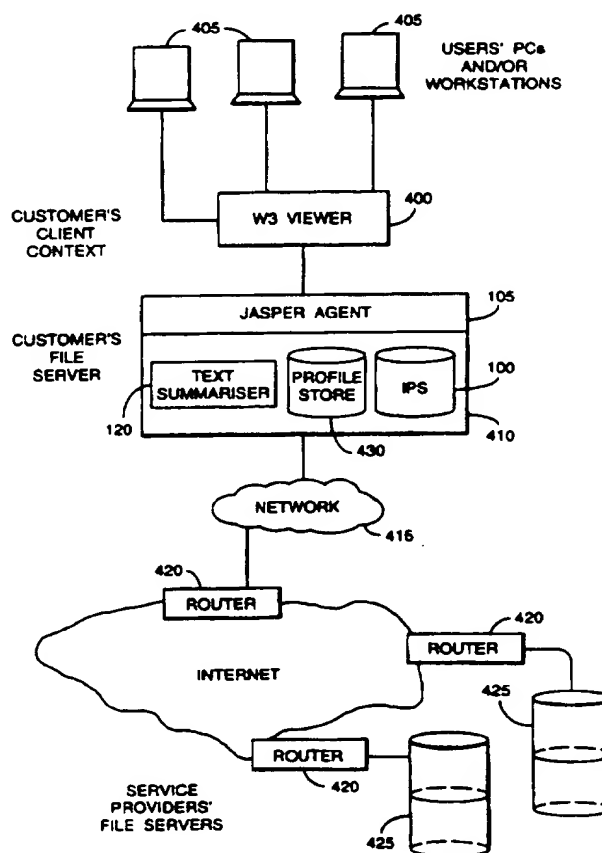 405
405
USERS' PCs
AND/OR
WORKSTATIONS
W3 VIEWER
400
CUSTOMER'S
CLIENT
CONTEXT
JASPER AGENT
105
CUSTOMER'S
FILE
SERVER
TEXT
SUMMARISER
PROFILE
STORE
IPS
100
120
430
410
NETWORK
415
420
ROUTER
420
ROUTER
INTERNET
425
ROUTER
420
SERVICE
PROVIDERS'
FILE SERVERS
425